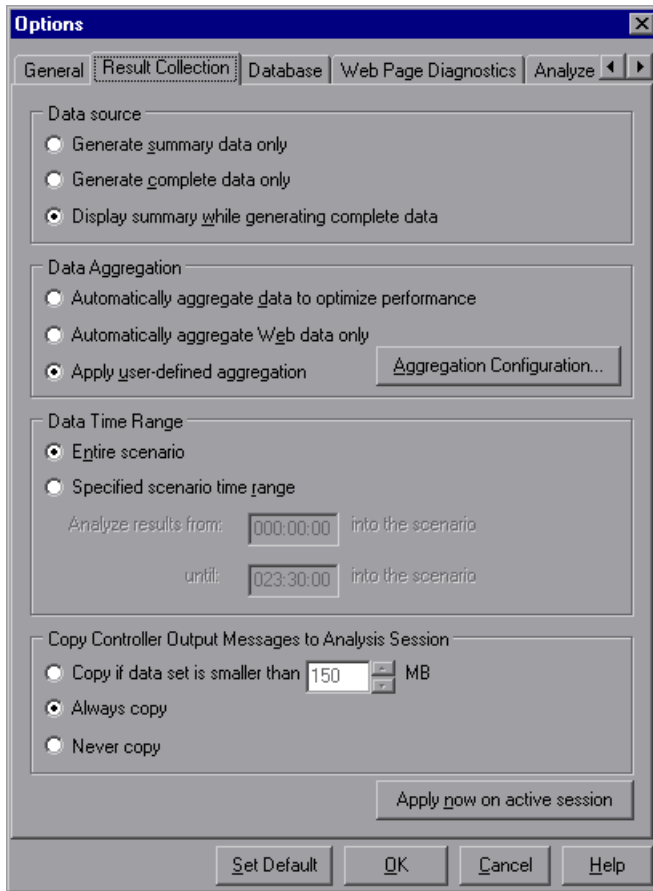 Options
General Result Collection Database Web Page Diagnostics Analyze
Data source
Generate summary data only
Generate complete data only
Display summary while generating complete data
Data Aggregation
Automatically aggregate data to optimize performance
Automatically aggregate Web data only
Apply user-defined aggregation Aggregation Configuration...
Data Time Range
Entire scenario
Specified scenario time range
Analyze results from: 000:00:00 into the scenario
until: 023:30:00 into the scenario
Copy Controller Output Messages to Analysis Session
Copy if data set is smaller than 150 MB
Always copy
Never copy
Apply now on active session
Set Default OK Cancel Help